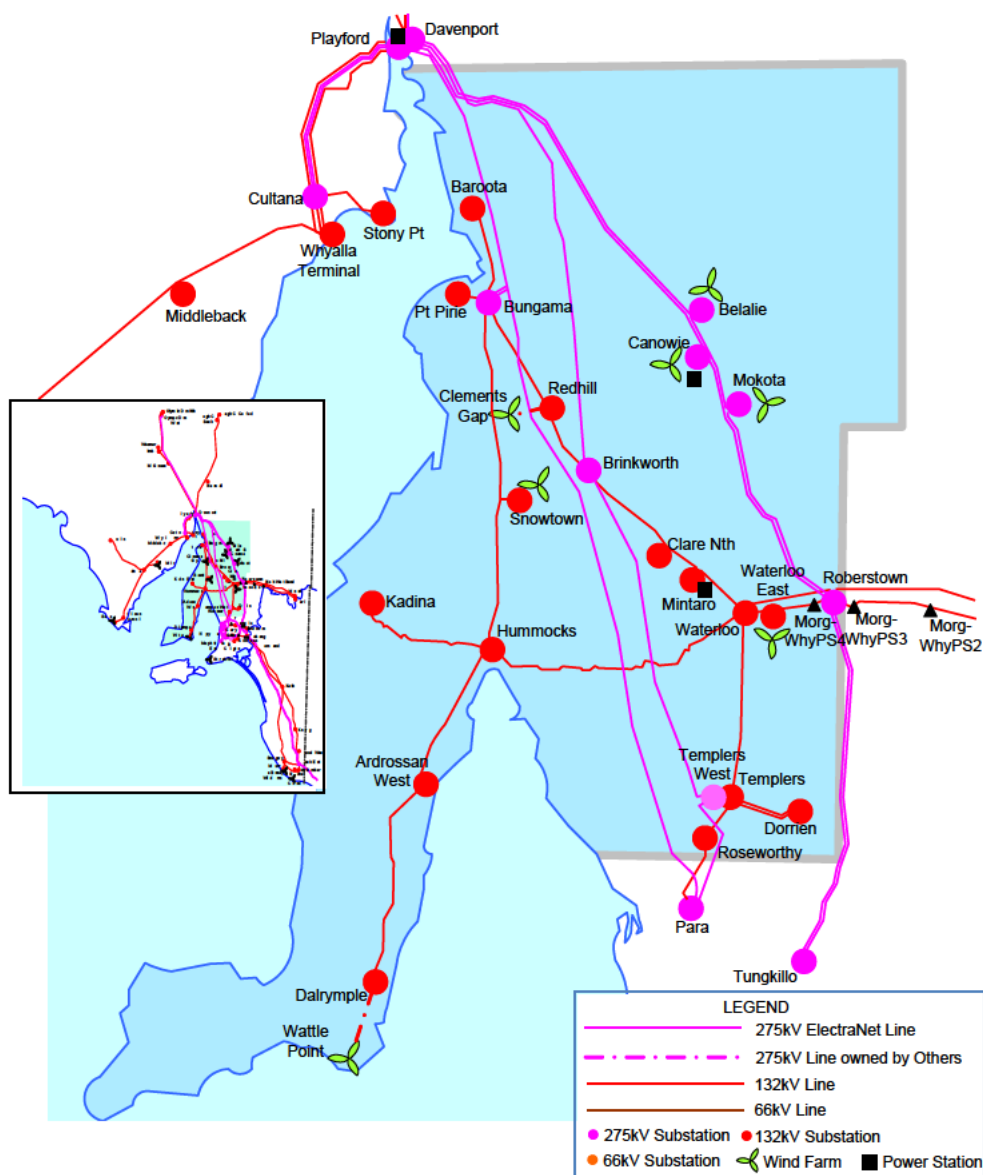 Playford
Davenport
Cultana
Baroota
Stony Pt
Whyalla
Terminal
Middleback
Pt Pirie
Bungama
Belalie
Canowie
Mokota
Clements
Gap
Redhill
Brinkworth
Snowtown
Clare Nth
Mintaro
Waterloo
East
Roberstown
Waterloo
Morg-
WhyPS4
Morg-
WhyPS3
Morg-
WhyPS2
Kadina
Hummocks
Ardrossan
West
Templers
West
Templers
Dorrien
Roseworthy
Para
Tungkillo
Dalrymple
Wattle
Point
LEGEND
275kV ElectraNet Line
275kV Line owned by Others
132kV Line
66kV Line
275kV Substation
132kV Substation
66kV Substation
Wind Farm
Power Station